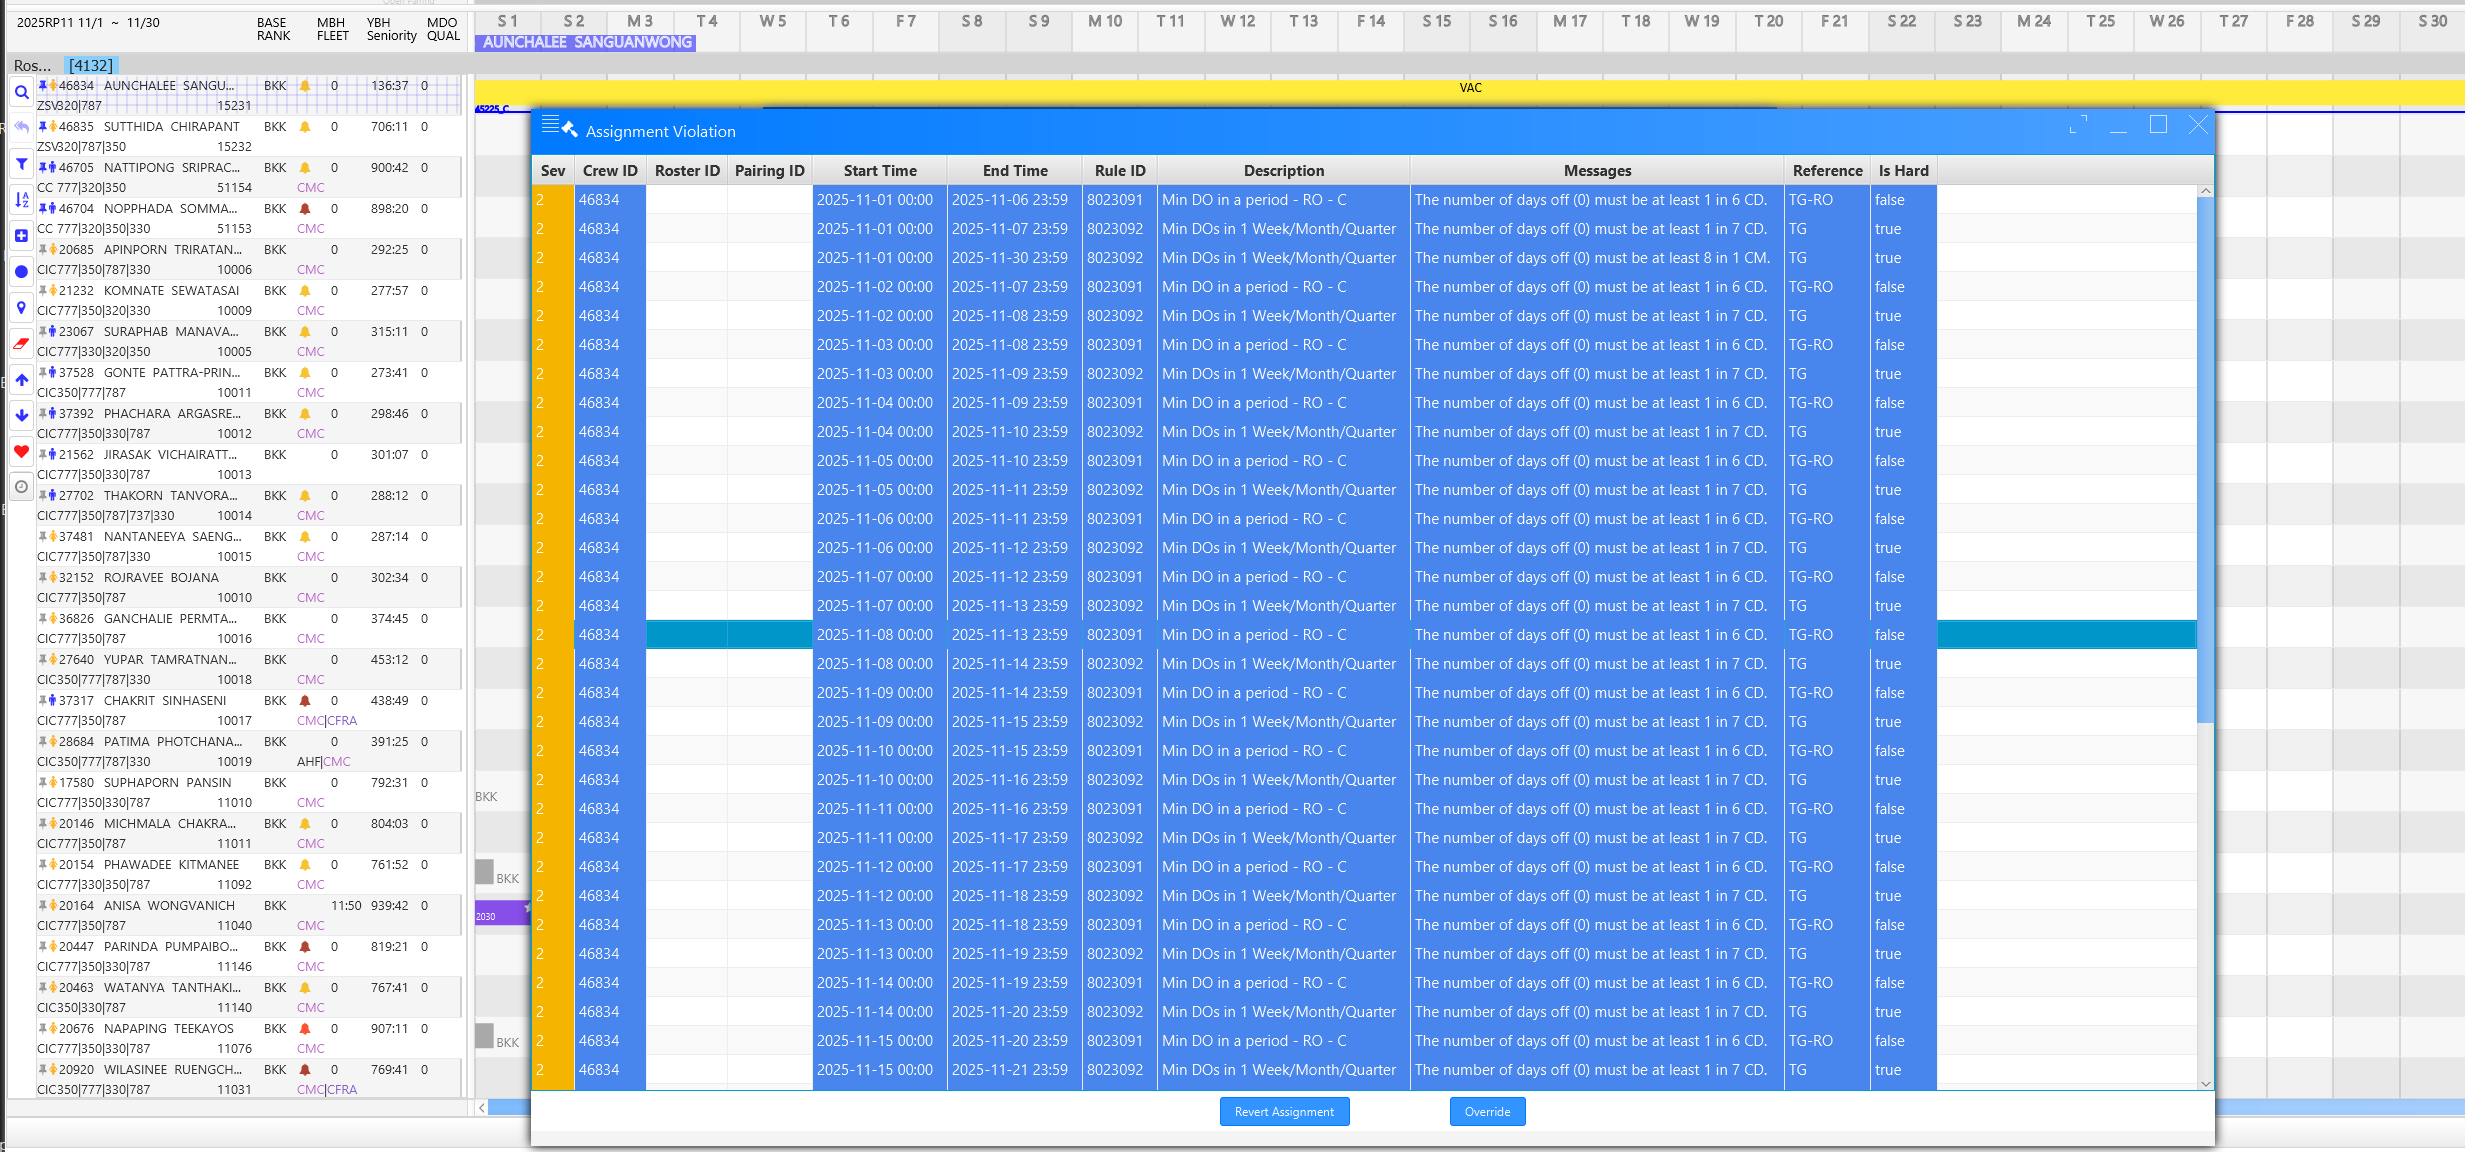 2025RP11 11/1 ~ 11/30 BASE MBH YBH MDO
RANK FLEET Seniority QUAL
S 1 S 2 M 3 T 4 W 5 T 6 F 7 S 8 S 9 M 10 T 11 W 12 T 13 F 14 S 15 S 16 M 17 T 18 W 19 T 20 F 21 S 22 S 23 M 24 T 25 W 26 T 27 F 28 S 29 S 30
AUNCHALEE SANGUANWONG
Ros... [4132]
46834 AUNCHALEE SANGU... BKK 0 136:37 0
ZSV320|787 15231
46835 SUTTHIDA CHIRAPANT BKK 0 706:11 0
ZSV320|787|350 15232
46705 NATTIPONG SRIPRAC... BKK 0 900:42 0
CC 777|320|350 51154 CMC
46704 NOPPHADA SOMMA... BKK 0 898:20 0
CC 777|320|350|330 51153 CMC
20685 APINPORN TRIRATAN... BKK 0 292:25 0
CIC777|350|787|330 10006 CMC
21232 KOMNATE SEWATASAI BKK 0 277:57 0
CIC777|350|320|330 10009 CMC
23067 SURAPHAB MANAVA... BKK 0 315:11 0
CIC777|330|320|350 10005 CMC
37528 GONTE PATTRA-PRIN... BKK 0 273:41 0
CIC350|777|787 10011 CMC
37392 PHACHARA ARGASRE... BKK 0 298:46 0
CIC777|350|330|787 10012 CMC
21562 JIRASAK VICHAIRATT... BKK 0 301:07 0
CIC777|350|330|787 10013
27702 THAKORN TANVORA... BKK 0 288:12 0
CIC777|350|787|737|330 10014 CMC
37481 NANTANEEYA SAENG... BKK 0 287:14 0
CIC777|350|787|330 10015 CMC
32152 ROJRAVEE BOJANA BKK 0 302:34 0
CIC777|350|787 10010 CMC
36826 GANCHALIE PERMTA... BKK 0 374:45 0
CIC777|350|787 10016 CMC
27640 YUPAR TAMRATNAN... BKK 0 453:12 0
CIC350|777|787|330 10018 CMC
37317 CHAKRIT SINHASENI BKK 0 438:49 0
CIC777|350|787 10017 CMC|CFRA
28684 PATIMA PHOTCHANA... BKK 0 391:25 0
CIC350|777|787|330 10019 AHF|CMC
17580 SUPHAPORN PANSIN BKK 0 792:31 0
CIC777|350|330|787 11010 CMC
20146 MICHMALA CHAKRA... BKK 0 804:03 0
CIC777|350|787 11011 CMC
20154 PHAWADEE KITMANEE BKK 0 761:52 0
CIC777|330|350|787 11092 CMC
20164 ANISA WONGVANICH BKK 11:50 939:42 0
CIC777|350|787 11040 CMC
20447 PARINDA PUMPAIBO... BKK 0 819:21 0
CIC777|350|330|787 11146 CMC
20463 WATANYA TANTHAKI... BKK 0 767:41 0
CIC350|330|787 11140 CMC
20676 NAPAPING TEEKAYOS BKK 0 907:11 0
CIC777|350|330|787 11076 CMC
20920 WILASINEE RUENGCH... BKK 0 769:41 0
CIC350|777|330|787 11031 CMC|CFRA
VAC
45225_C
BKK
BKK
2030
BKK
Assignment Violation
Sev Crew ID Roster ID Pairing ID Start Time End Time Rule ID Description Messages Reference Is Hard
2 46834 2025-11-01 00:00 2025-11-06 23:59 8023091 Min DO in a period - RO - C The number of days off (0) must be at least 1 in 6 CD. TG-RO false
2 46834 2025-11-01 00:00 2025-11-07 23:59 8023092 Min DOs in 1 Week/Month/Quarter The number of days off (0) must be at least 1 in 7 CD. TG true
2 46834 2025-11-01 00:00 2025-11-30 23:59 8023092 Min DOs in 1 Week/Month/Quarter The number of days off (0) must be at least 8 in 1 CM. TG true
2 46834 2025-11-02 00:00 2025-11-07 23:59 8023091 Min DO in a period - RO - C The number of days off (0) must be at least 1 in 6 CD. TG-RO false
2 46834 2025-11-02 00:00 2025-11-08 23:59 8023092 Min DOs in 1 Week/Month/Quarter The number of days off (0) must be at least 1 in 7 CD. TG true
2 46834 2025-11-03 00:00 2025-11-08 23:59 8023091 Min DO in a period - RO - C The number of days off (0) must be at least 1 in 6 CD. TG-RO false
2 46834 2025-11-03 00:00 2025-11-09 23:59 8023092 Min DOs in 1 Week/Month/Quarter The number of days off (0) must be at least 1 in 7 CD. TG true
2 46834 2025-11-04 00:00 2025-11-09 23:59 8023091 Min DO in a period - RO - C The number of days off (0) must be at least 1 in 6 CD. TG-RO false
2 46834 2025-11-04 00:00 2025-11-10 23:59 8023092 Min DOs in 1 Week/Month/Quarter The number of days off (0) must be at least 1 in 7 CD. TG true
2 46834 2025-11-05 00:00 2025-11-10 23:59 8023091 Min DO in a period - RO - C The number of days off (0) must be at least 1 in 6 CD. TG-RO false
2 46834 2025-11-05 00:00 2025-11-11 23:59 8023092 Min DOs in 1 Week/Month/Quarter The number of days off (0) must be at least 1 in 7 CD. TG true
2 46834 2025-11-06 00:00 2025-11-11 23:59 8023091 Min DO in a period - RO - C The number of days off (0) must be at least 1 in 6 CD. TG-RO false
2 46834 2025-11-06 00:00 2025-11-12 23:59 8023092 Min DOs in 1 Week/Month/Quarter The number of days off (0) must be at least 1 in 7 CD. TG true
2 46834 2025-11-07 00:00 2025-11-12 23:59 8023091 Min DO in a period - RO - C The number of days off (0) must be at least 1 in 6 CD. TG-RO false
2 46834 2025-11-07 00:00 2025-11-13 23:59 8023092 Min DOs in 1 Week/Month/Quarter The number of days off (0) must be at least 1 in 7 CD. TG true
2 46834 2025-11-08 00:00 2025-11-13 23:59 8023091 Min DO in a period - RO - C The number of days off (0) must be at least 1 in 6 CD. TG-RO false
2 46834 2025-11-08 00:00 2025-11-14 23:59 8023092 Min DOs in 1 Week/Month/Quarter The number of days off (0) must be at least 1 in 7 CD. TG true
2 46834 2025-11-09 00:00 2025-11-14 23:59 8023091 Min DO in a period - RO - C The number of days off (0) must be at least 1 in 6 CD. TG-RO false
2 46834 2025-11-09 00:00 2025-11-15 23:59 8023092 Min DOs in 1 Week/Month/Quarter The number of days off (0) must be at least 1 in 7 CD. TG true
2 46834 2025-11-10 00:00 2025-11-15 23:59 8023091 Min DO in a period - RO - C The number of days off (0) must be at least 1 in 6 CD. TG-RO false
2 46834 2025-11-10 00:00 2025-11-16 23:59 8023092 Min DOs in 1 Week/Month/Quarter The number of days off (0) must be at least 1 in 7 CD. TG true
2 46834 2025-11-11 00:00 2025-11-16 23:59 8023091 Min DO in a period - RO - C The number of days off (0) must be at least 1 in 6 CD. TG-RO false
2 46834 2025-11-11 00:00 2025-11-17 23:59 8023092 Min DOs in 1 Week/Month/Quarter The number of days off (0) must be at least 1 in 7 CD. TG true
2 46834 2025-11-12 00:00 2025-11-17 23:59 8023091 Min DO in a period - RO - C The number of days off (0) must be at least 1 in 6 CD. TG-RO false
2 46834 2025-11-12 00:00 2025-11-18 23:59 8023092 Min DOs in 1 Week/Month/Quarter The number of days off (0) must be at least 1 in 7 CD. TG true
2 46834 2025-11-13 00:00 2025-11-18 23:59 8023091 Min DO in a period - RO - C The number of days off (0) must be at least 1 in 6 CD. TG-RO false
2 46834 2025-11-13 00:00 2025-11-19 23:59 8023092 Min DOs in 1 Week/Month/Quarter The number of days off (0) must be at least 1 in 7 CD. TG true
2 46834 2025-11-14 00:00 2025-11-19 23:59 8023091 Min DO in a period - RO - C The number of days off (0) must be at least 1 in 6 CD. TG-RO false
2 46834 2025-11-14 00:00 2025-11-20 23:59 8023092 Min DOs in 1 Week/Month/Quarter The number of days off (0) must be at least 1 in 7 CD. TG true
2 46834 2025-11-15 00:00 2025-11-20 23:59 8023091 Min DO in a period - RO - C The number of days off (0) must be at least 1 in 6 CD. TG-RO false
2 46834 2025-11-15 00:00 2025-11-21 23:59 8023092 Min DOs in 1 Week/Month/Quarter The number of days off (0) must be at least 1 in 7 CD. TG true
Revert Assignment Override